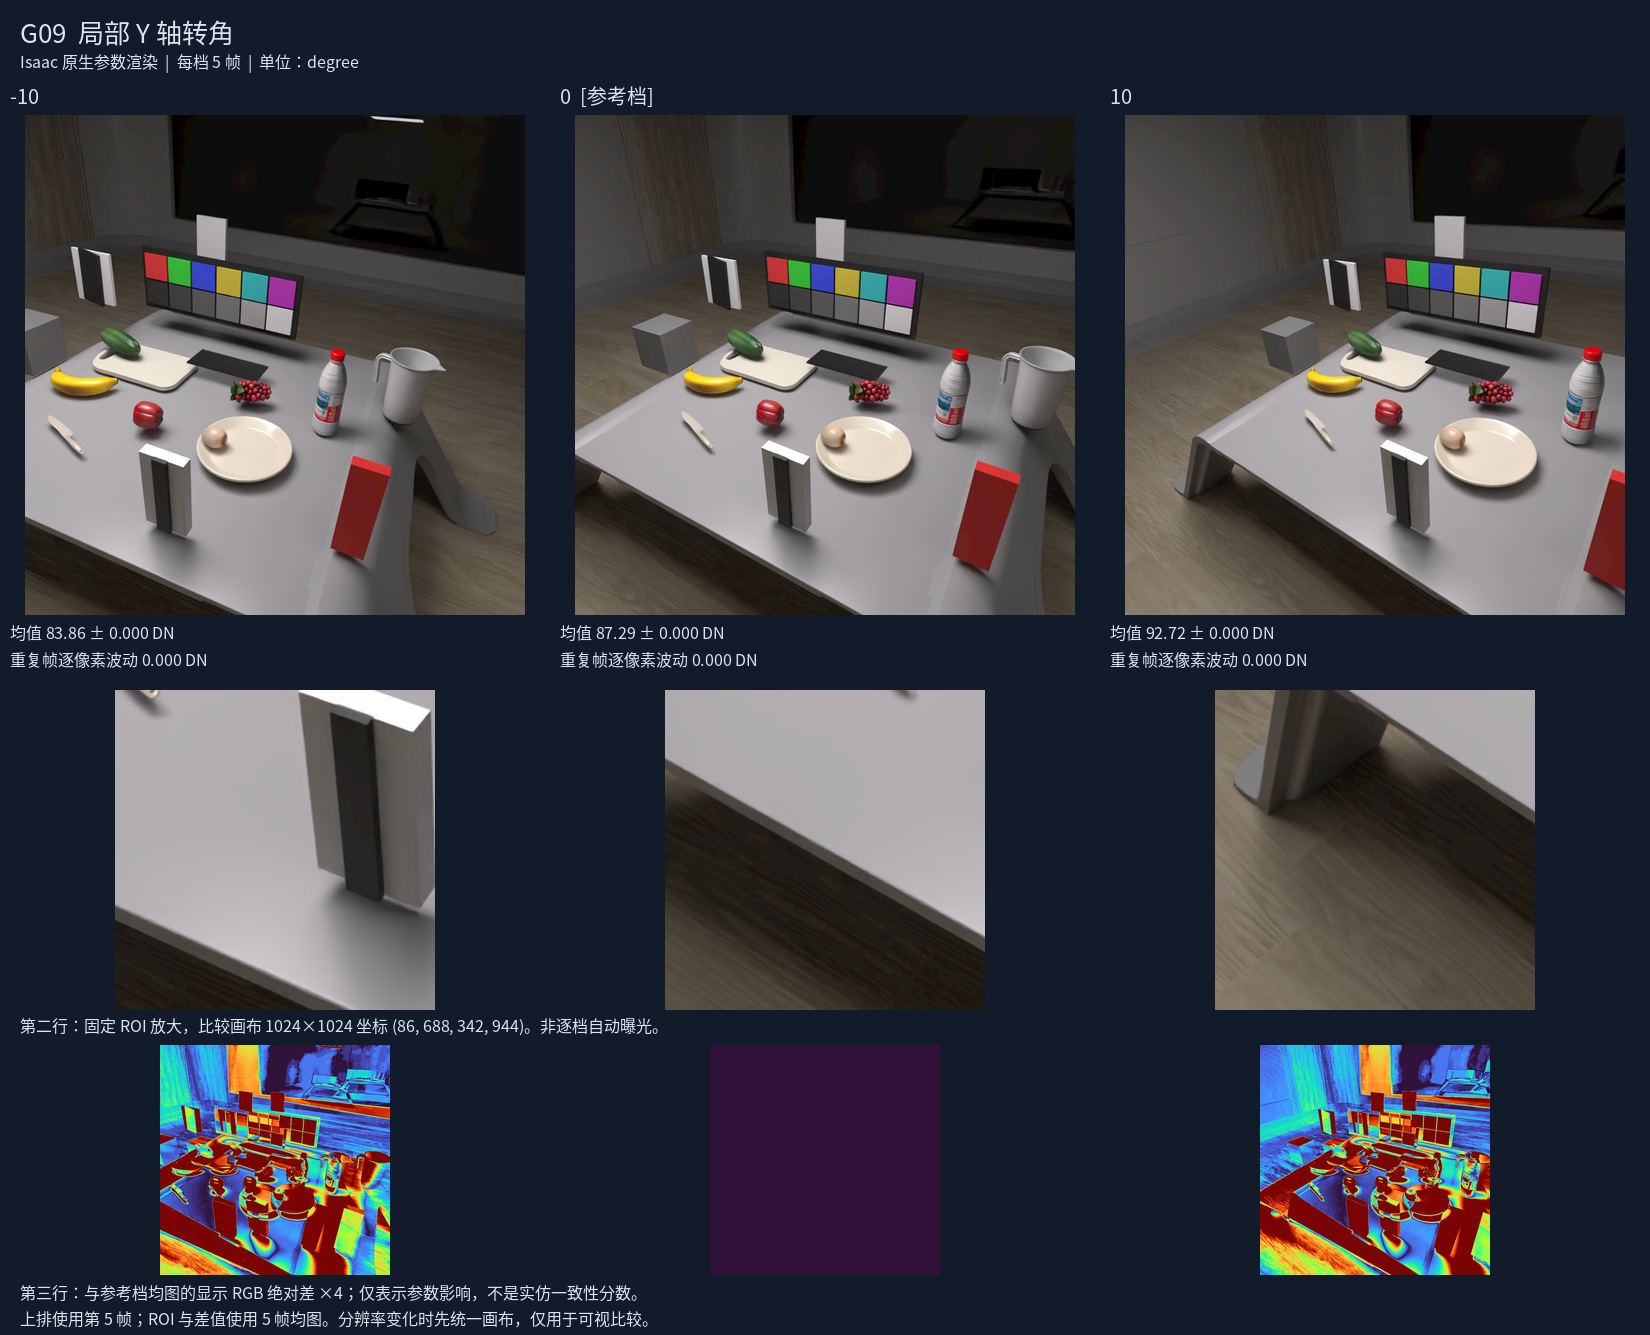 G09 局部 Y 轴转角
Isaac 原生参数渲染 | 每档 5 帧 | 单位：degree
-10
0 [参考档]
10
均值 83.86 ± 0.000 DN
重复帧逐像素波动 0.000 DN
均值 87.29 ± 0.000 DN
重复帧逐像素波动 0.000 DN
均值 92.72 ± 0.000 DN
重复帧逐像素波动 0.000 DN
第二行：固定 ROI 放大，比较画布 1024×1024 坐标 (86, 688, 342, 944)。非逐档自动曝光。
第三行：与参考档均图的显示 RGB 绝对差 ×4；仅表示参数影响，不是实仿一致性分数。
上排使用第 5 帧；ROI 与差值使用 5 帧均图。分辨率变化时先统一画布，仅用于可视比较。